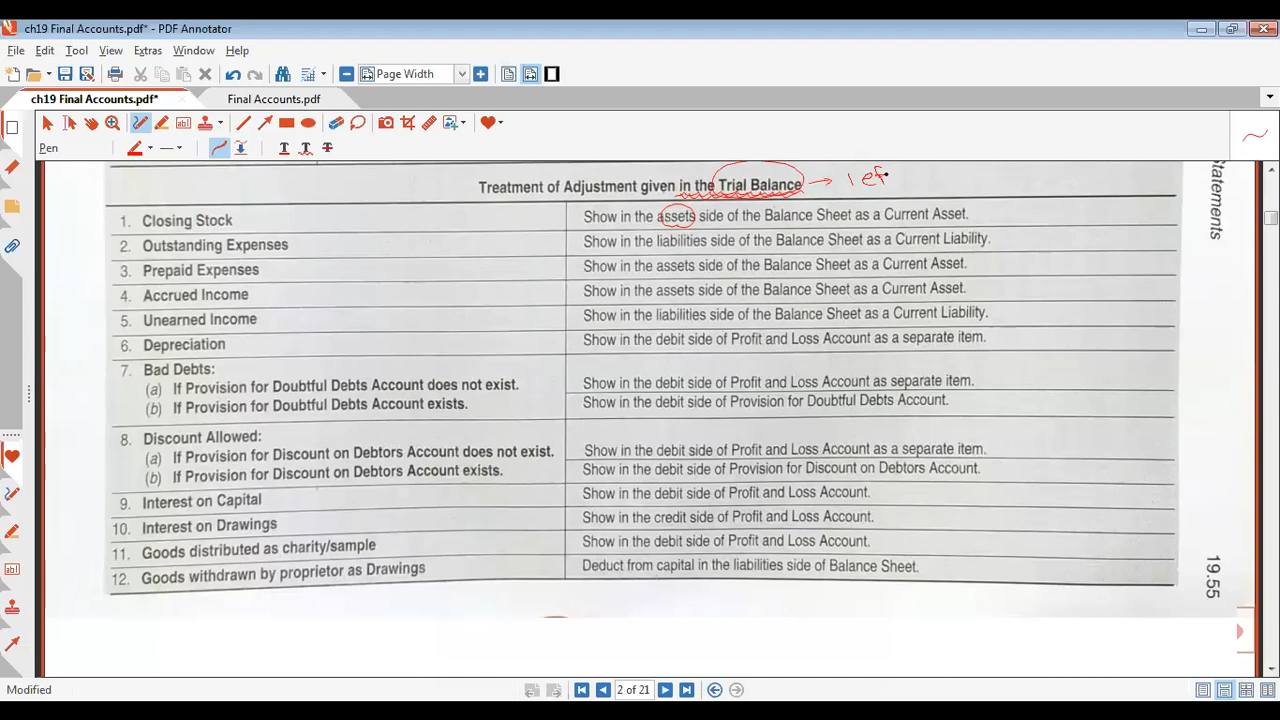 ch19 Final Accounts.pdf* - PDF Annotator
File Edit Tool View Extras Window Help
Page Width
ch19 Final Accounts.pdf* Final Accounts.pdf
Pen
Treatment of Adjustment given in the Trial Balance → 1 ef
1. Closing Stock Show in the assets side of the Balance Sheet as a Current Asset.
2. Outstanding Expenses Show in the liabilities side of the Balance Sheet as a Current Liability.
3. Prepaid Expenses Show in the assets side of the Balance Sheet as a Current Asset.
4. Accrued Income Show in the assets side of the Balance Sheet as a Current Asset.
5. Unearned Income Show in the liabilities side of the Balance Sheet as a Current Liability.
6. Depreciation Show in the debit side of Profit and Loss Account as a separate item.
7. Bad Debts:
(a) If Provision for Doubtful Debts Account does not exist. Show in the debit side of Profit and Loss Account as separate item.
(b) If Provision for Doubtful Debts Account exists. Show in the debit side of Provision for Doubtful Debts Account.
8. Discount Allowed:
(a) If Provision for Discount on Debtors Account does not exist. Show in the debit side of Profit and Loss Account as a separate item.
(b) If Provision for Discount on Debtors Account exists. Show in the debit side of Provision for Discount on Debtors Account.
9. Interest on Capital Show in the debit side of Profit and Loss Account.
10. Interest on Drawings Show in the credit side of Profit and Loss Account.
11. Goods distributed as charity/sample Show in the debit side of Profit and Loss Account.
12. Goods withdrawn by proprietor as Drawings Deduct from capital in the liabilities side of Balance Sheet.
Statements
19.55
Modified
2 of 21